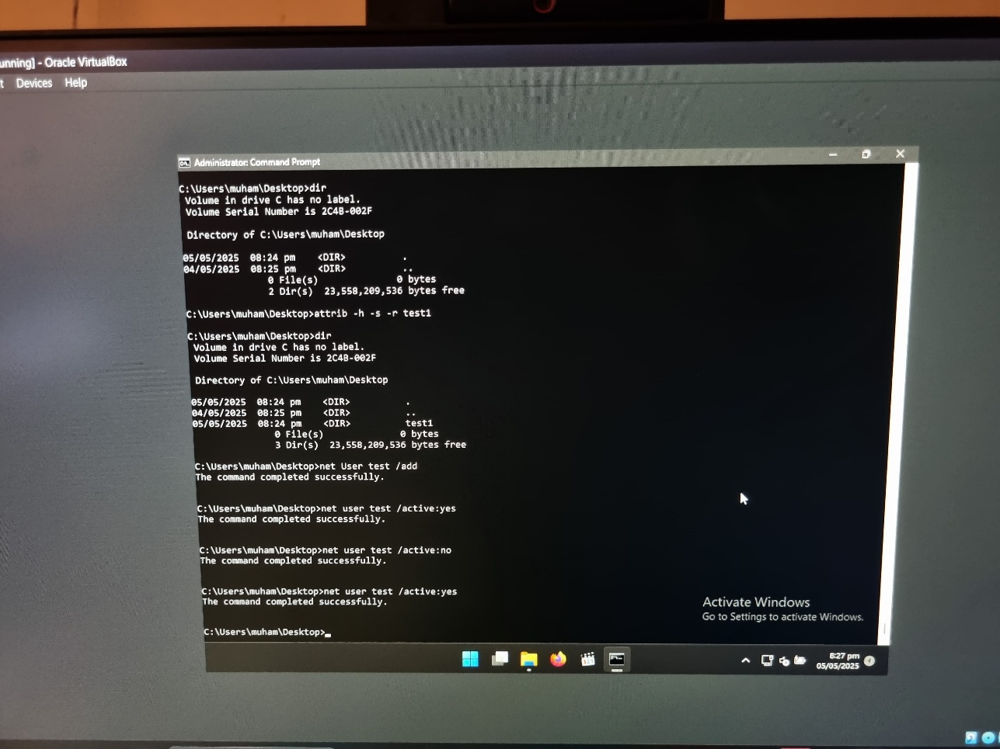 unning] - Oracle VirtualBox
t Devices Help
Administrator: Command Prompt
C:\Users\muham\Desktop>dir
Volume in drive C has no label.
Volume Serial Number is 2C4B-002F
Directory of C:\Users\muham\Desktop
05/05/2025 08:24 pm <DIR> .
04/05/2025 08:25 pm <DIR> ..
0 File(s) 0 bytes
2 Dir(s) 23,558,209,536 bytes free
C:\Users\muham\Desktop>attrib -h -s -r test1
C:\Users\muham\Desktop>dir
Volume in drive C has no label.
Volume Serial Number is 2C4B-002F
Directory of C:\Users\muham\Desktop
05/05/2025 08:24 pm <DIR> .
04/05/2025 08:25 pm <DIR> ..
05/05/2025 08:24 pm <DIR> test1
0 File(s) 0 bytes
3 Dir(s) 23,558,209,536 bytes free
C:\Users\muham\Desktop>net User test /add
The command completed successfully.
C:\Users\muham\Desktop>net user test /active:yes
The command completed successfully.
C:\Users\muham\Desktop>net user test /active:no
The command completed successfully.
C:\Users\muham\Desktop>net user test /active:yes
The command completed successfully.
C:\Users\muham\Desktop>_
Activate Windows
Go to Settings to activate Windows.
8:27 pm
05/05/2025